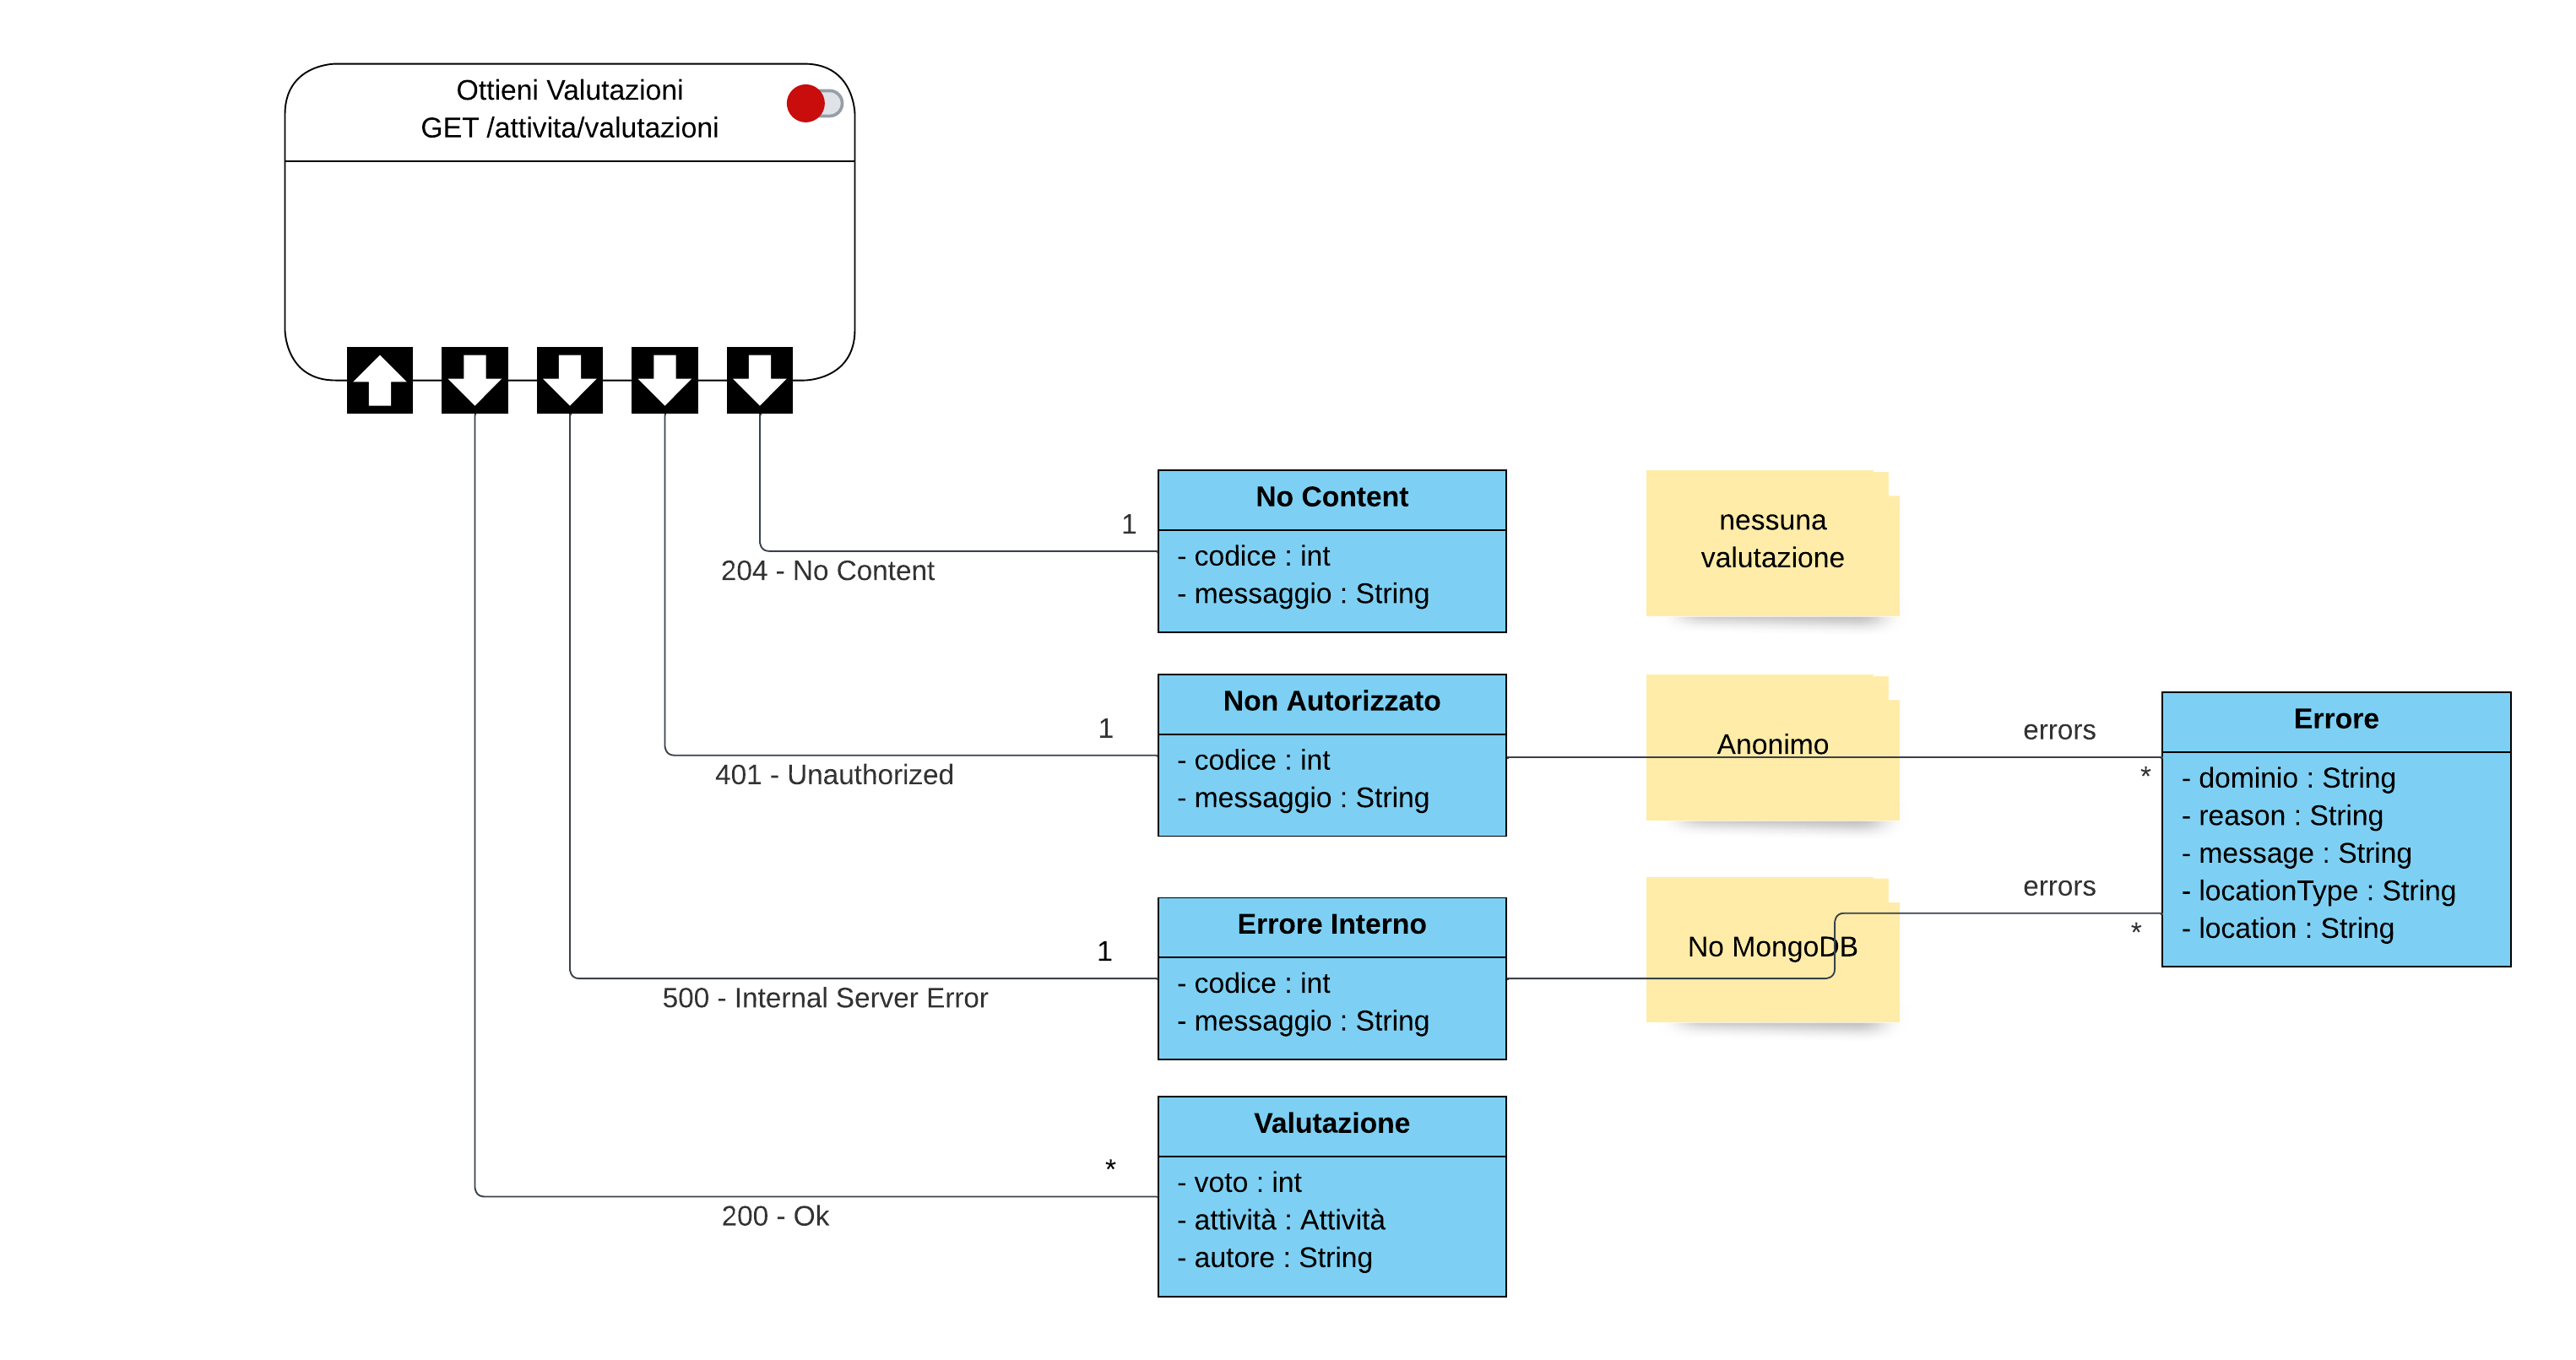 Ottieni Valutazioni
GET /attivita/valutazioni
No Content
- codice : int
- messaggio : String
1
204 - No Content
nessuna
valutazione
Non Autorizzato
- codice : int
- messaggio : String
1
401 - Unauthorized
Anonimo
errors
*
Errore
- dominio : String
- reason : String
- message : String
- locationType : String
- location : String
errors
*
Errore Interno
- codice : int
- messaggio : String
1
500 - Internal Server Error
No MongoDB
Valutazione
- voto : int
- attività : Attività
- autore : String
*
200 - Ok